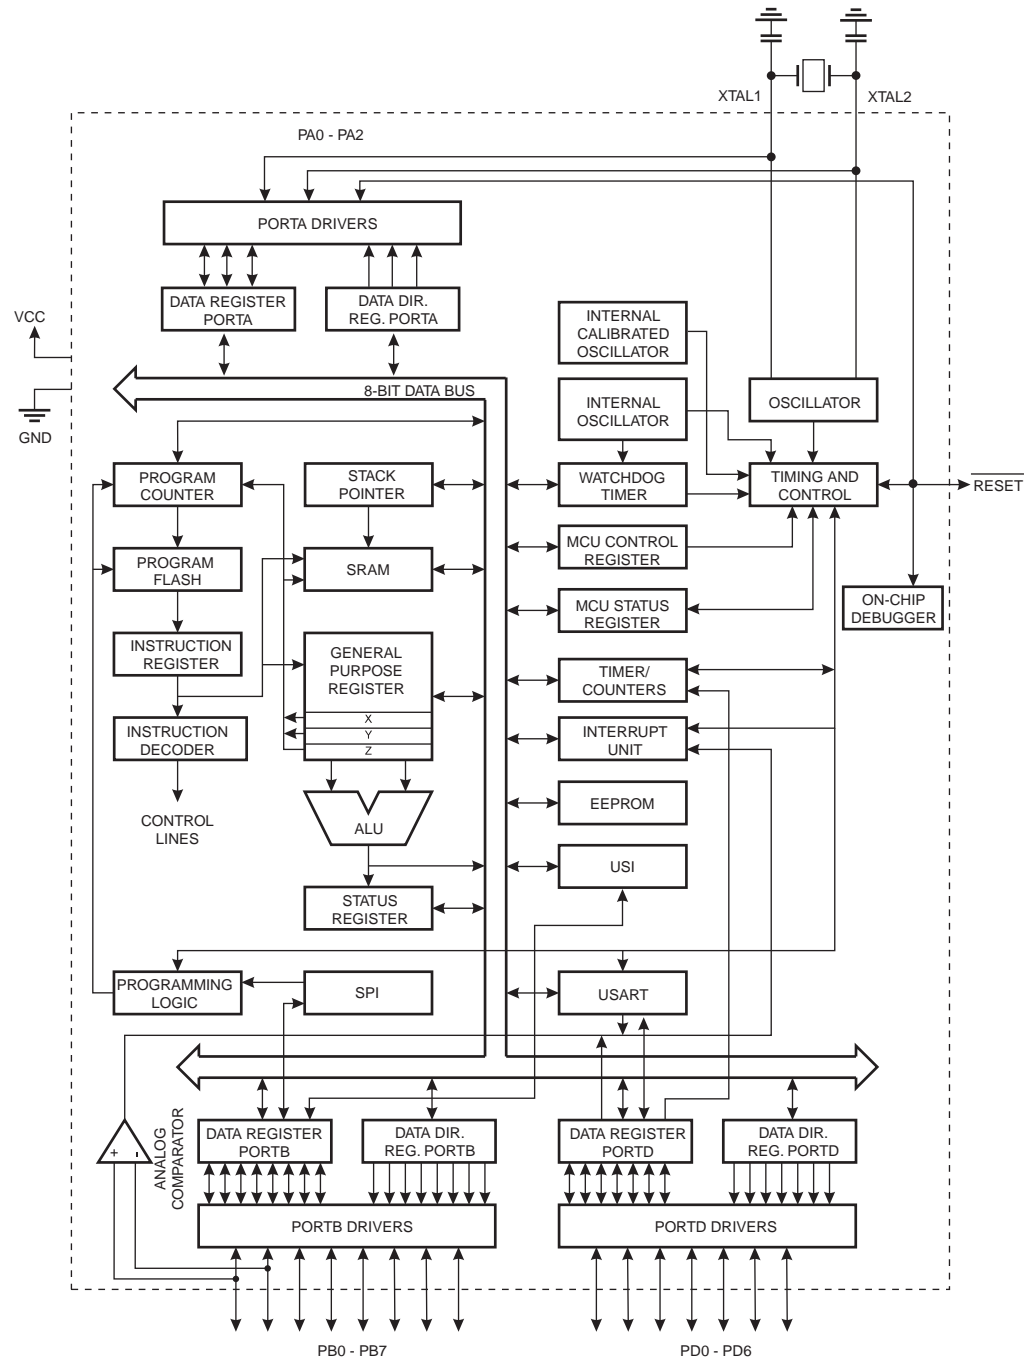 XTAL1
XTAL2
PA0 - PA2
PORTA DRIVERS
DATA REGISTER
PORTA
DATA DIR.
REG. PORTA
VCC
GND
8-BIT DATA BUS
INTERNAL
CALIBRATED
OSCILLATOR
INTERNAL
OSCILLATOR
OSCILLATOR
PROGRAM
COUNTER
STACK
POINTER
WATCHDOG
TIMER
TIMING AND
CONTROL
RESET
PROGRAM
FLASH
SRAM
MCU CONTROL
REGISTER
MCU STATUS
REGISTER
ON-CHIP
DEBUGGER
INSTRUCTION
REGISTER
GENERAL
PURPOSE
REGISTER
X
Y
Z
TIMER/
COUNTERS
INSTRUCTION
DECODER
INTERRUPT
UNIT
CONTROL
LINES
ALU
EEPROM
USI
STATUS
REGISTER
PROGRAMMING
LOGIC
SPI
USART
ANALOG
COMPARATOR
+
-
DATA REGISTER
PORTB
DATA DIR.
REG. PORTB
DATA REGISTER
PORTD
DATA DIR.
REG. PORTD
PORTB DRIVERS
PORTD DRIVERS
PB0 - PB7
PD0 - PD6